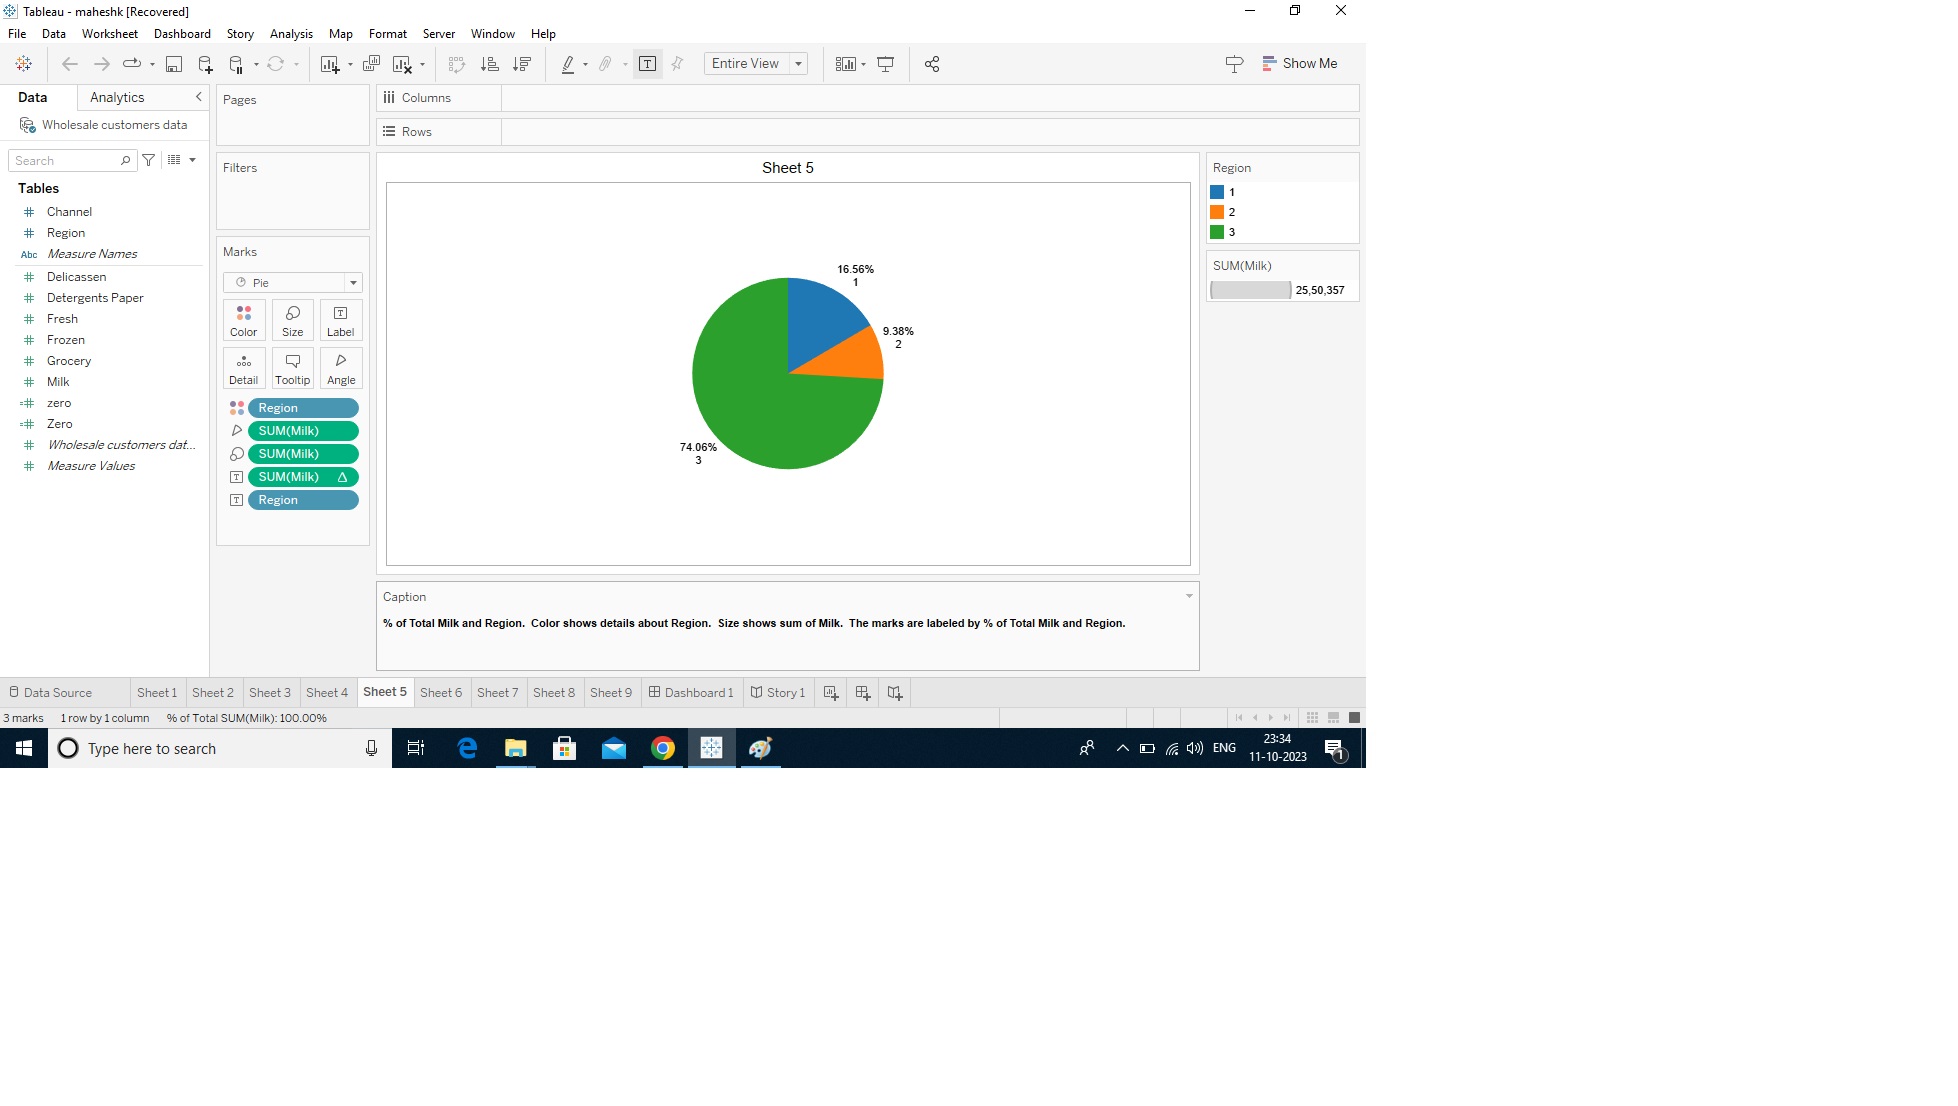 Tableau - maheshk [Recovered]
File Data Worksheet Dashboard Story Analysis Map Format Server Window Help
Entire View
Show Me
Data Analytics
Wholesale customers data
Search
Tables
Channel
Region
Abc Measure Names
Delicassen
Detergents Paper
Fresh
Frozen
Grocery
Milk
zero
Zero
Wholesale customers dat...
Measure Values
Pages
Filters
Marks
Pie
Color Size Label
Detail Tooltip Angle
Region
SUM(Milk)
SUM(Milk)
SUM(Milk)
Region
Columns
Rows
Sheet 5
16.56%
1
9.38%
2
74.06%
3
Caption
% of Total Milk and Region. Color shows details about Region. Size shows sum of Milk. The marks are labeled by % of Total Milk and Region.
Region
1
2
3
SUM(Milk)
25,50,357
Data Source Sheet 1 Sheet 2 Sheet 3 Sheet 4 Sheet 5 Sheet 6 Sheet 7 Sheet 8 Sheet 9 Dashboard 1 Story 1
3 marks 1 row by 1 column % of Total SUM(Milk): 100.00%
Type here to search
ENG
23:34
11-10-2023
1